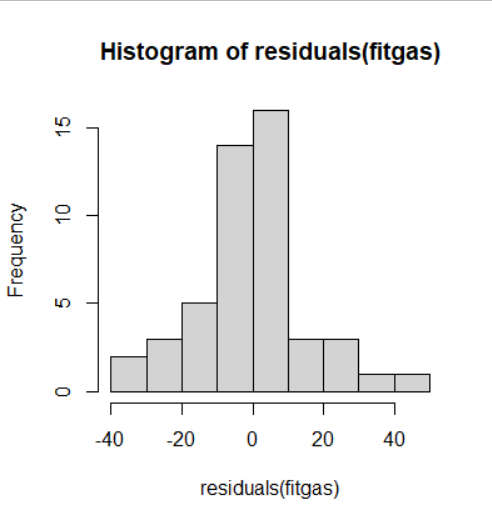 Histogram of residuals(fitgas)
Frequency
15
10
5
0
-40 -20 0 20 40
residuals(fitgas)